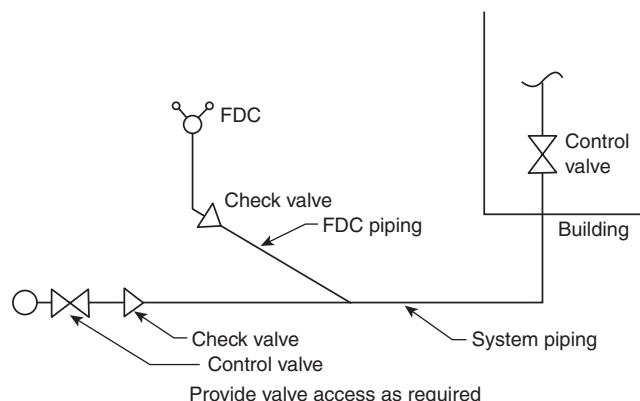 FDC
Control
valve
Check valve
FDC piping
Building
Check valve
System piping
Control valve
Provide valve access as required